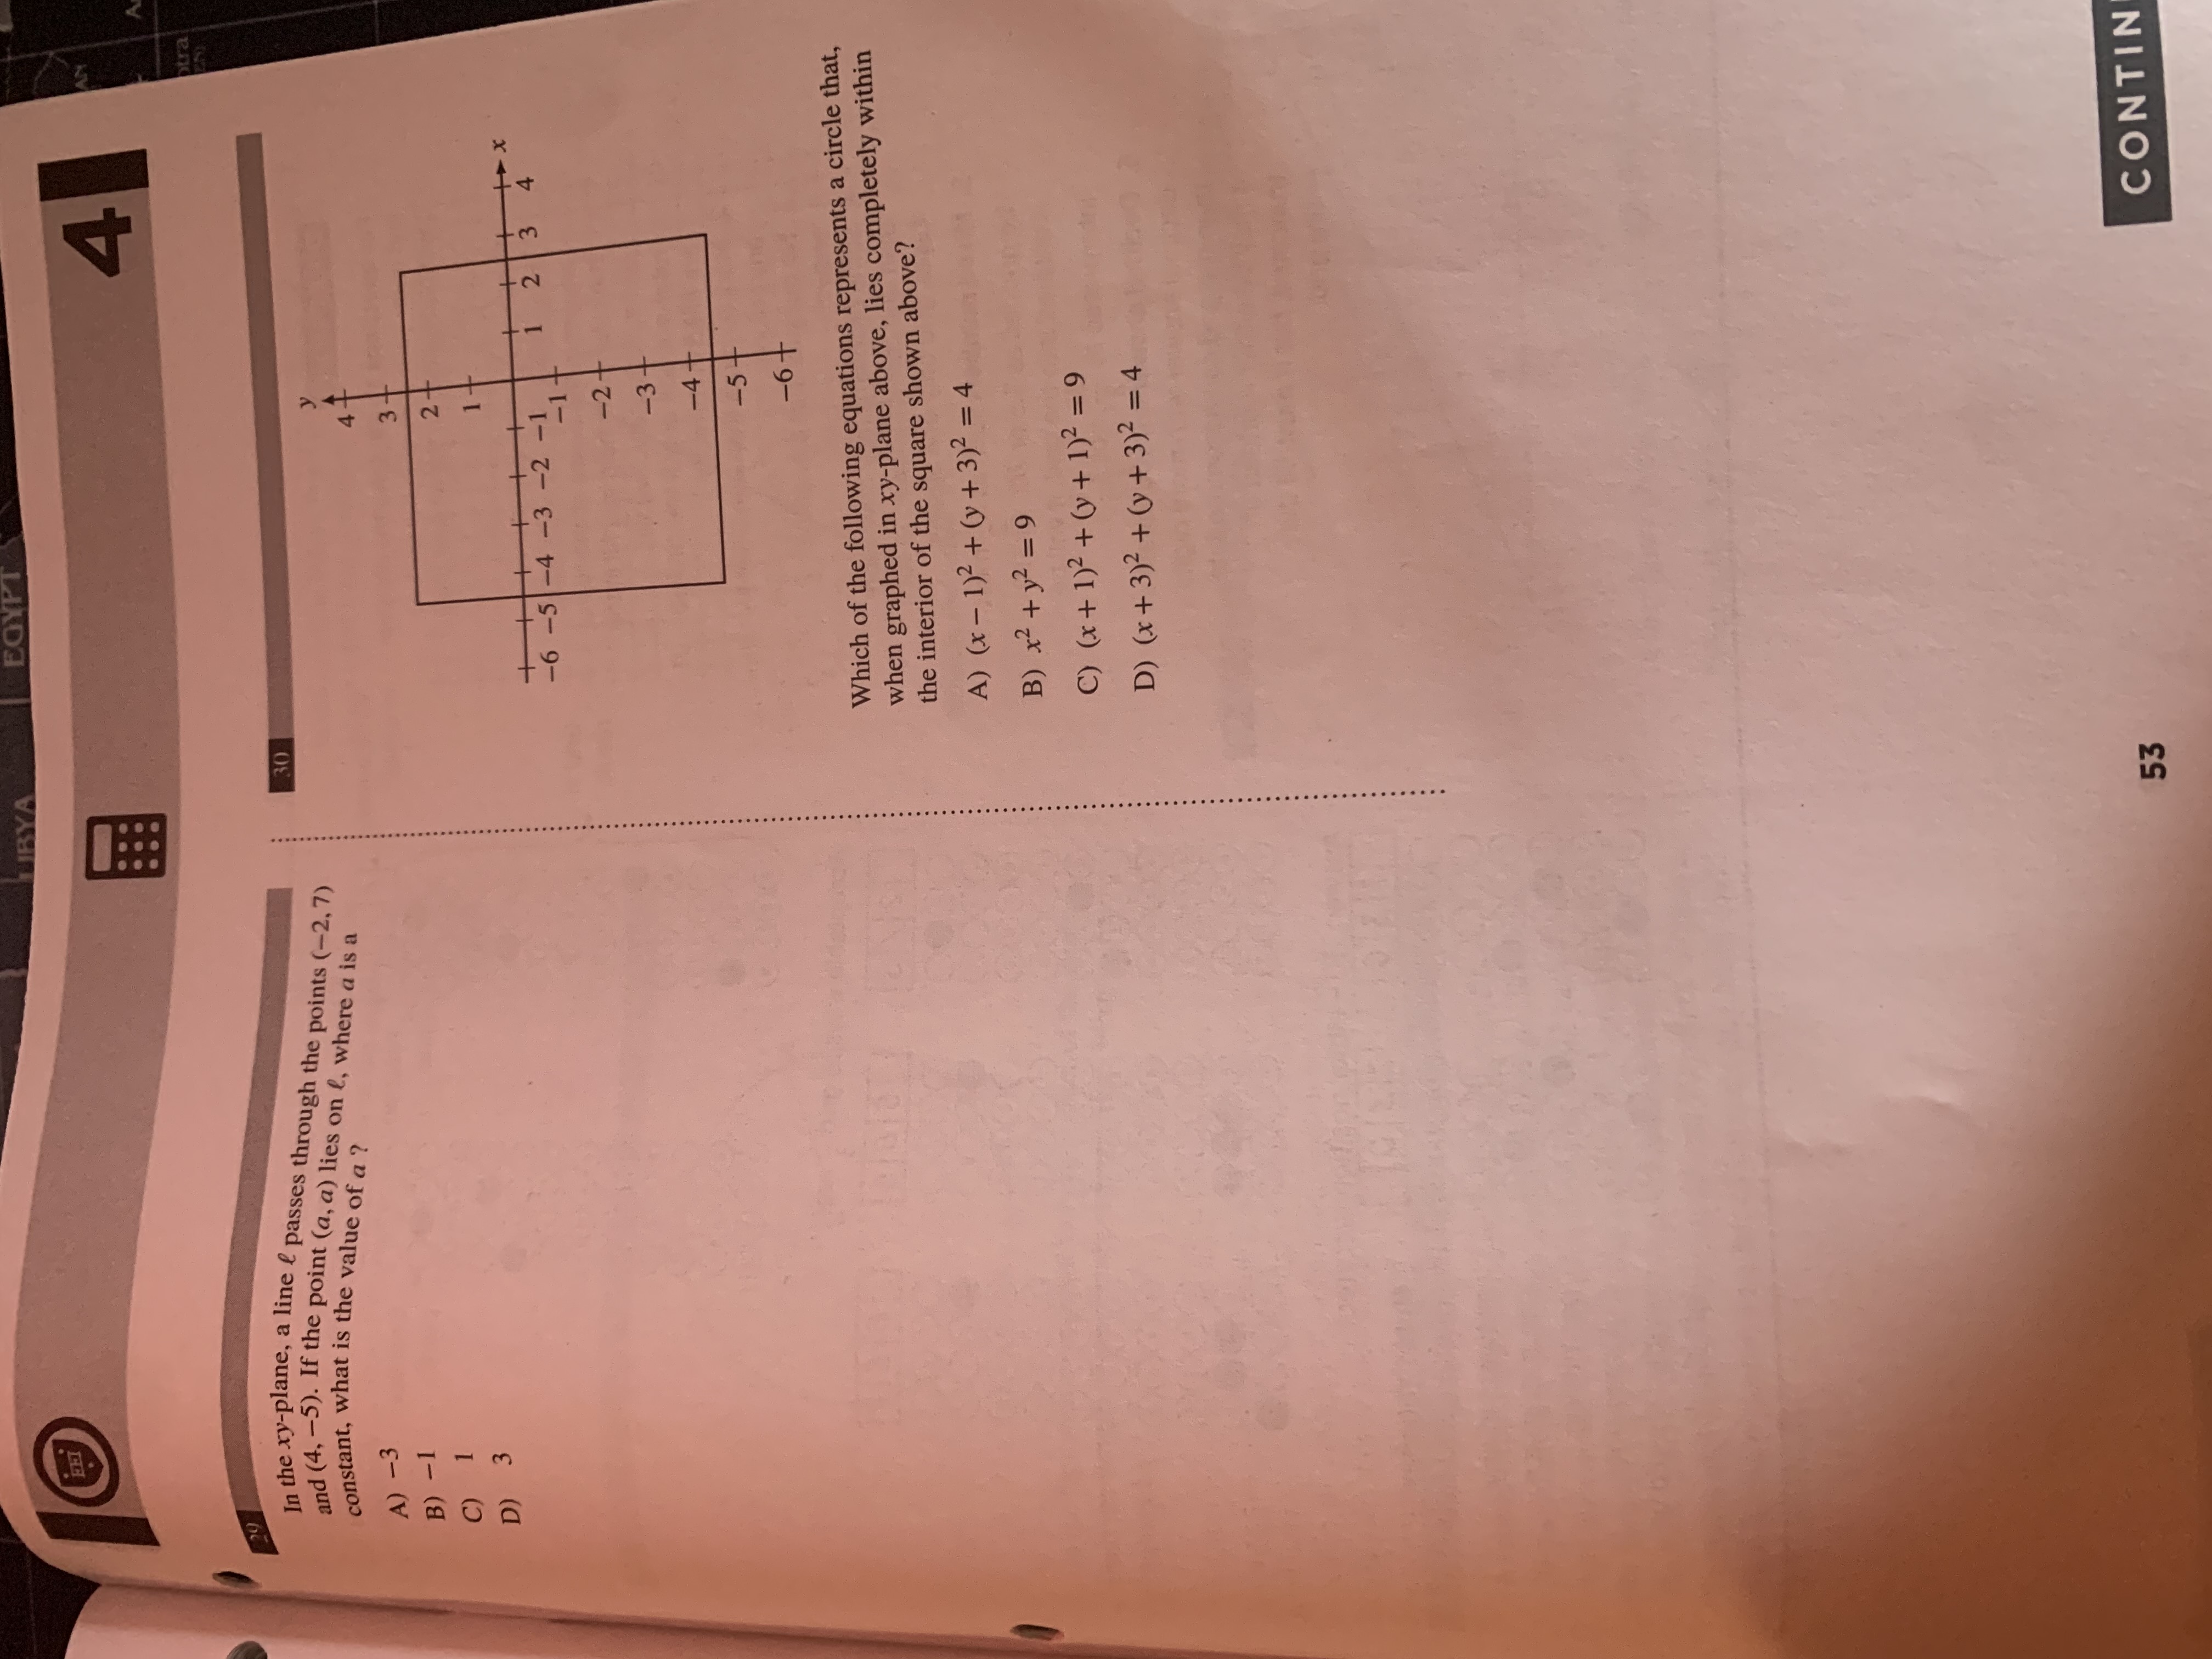 LIBYA
EGYPT
EEI
4
AN
otra
29
In the xy-plane, a line ℓ passes through the points (−2, 7)
and (4, −5). If the point (a, a) lies on ℓ, where a is a
constant, what is the value of a ?
A) −3
B) −1
C) 1
D) 3
30
y
4
3
2
1
x
−6 −5 −4 −3 −2 −1 1 2 3 4
−1
−2
−3
−4
−5
−6
Which of the following equations represents a circle that,
when graphed in xy-plane above, lies completely within
the interior of the square shown above?
A) (x − 1)² + (y + 3)² = 4
B) x² + y² = 9
C) (x + 1)² + (y + 1)² = 9
D) (x + 3)² + (y + 3)² = 4
53
CONTIN